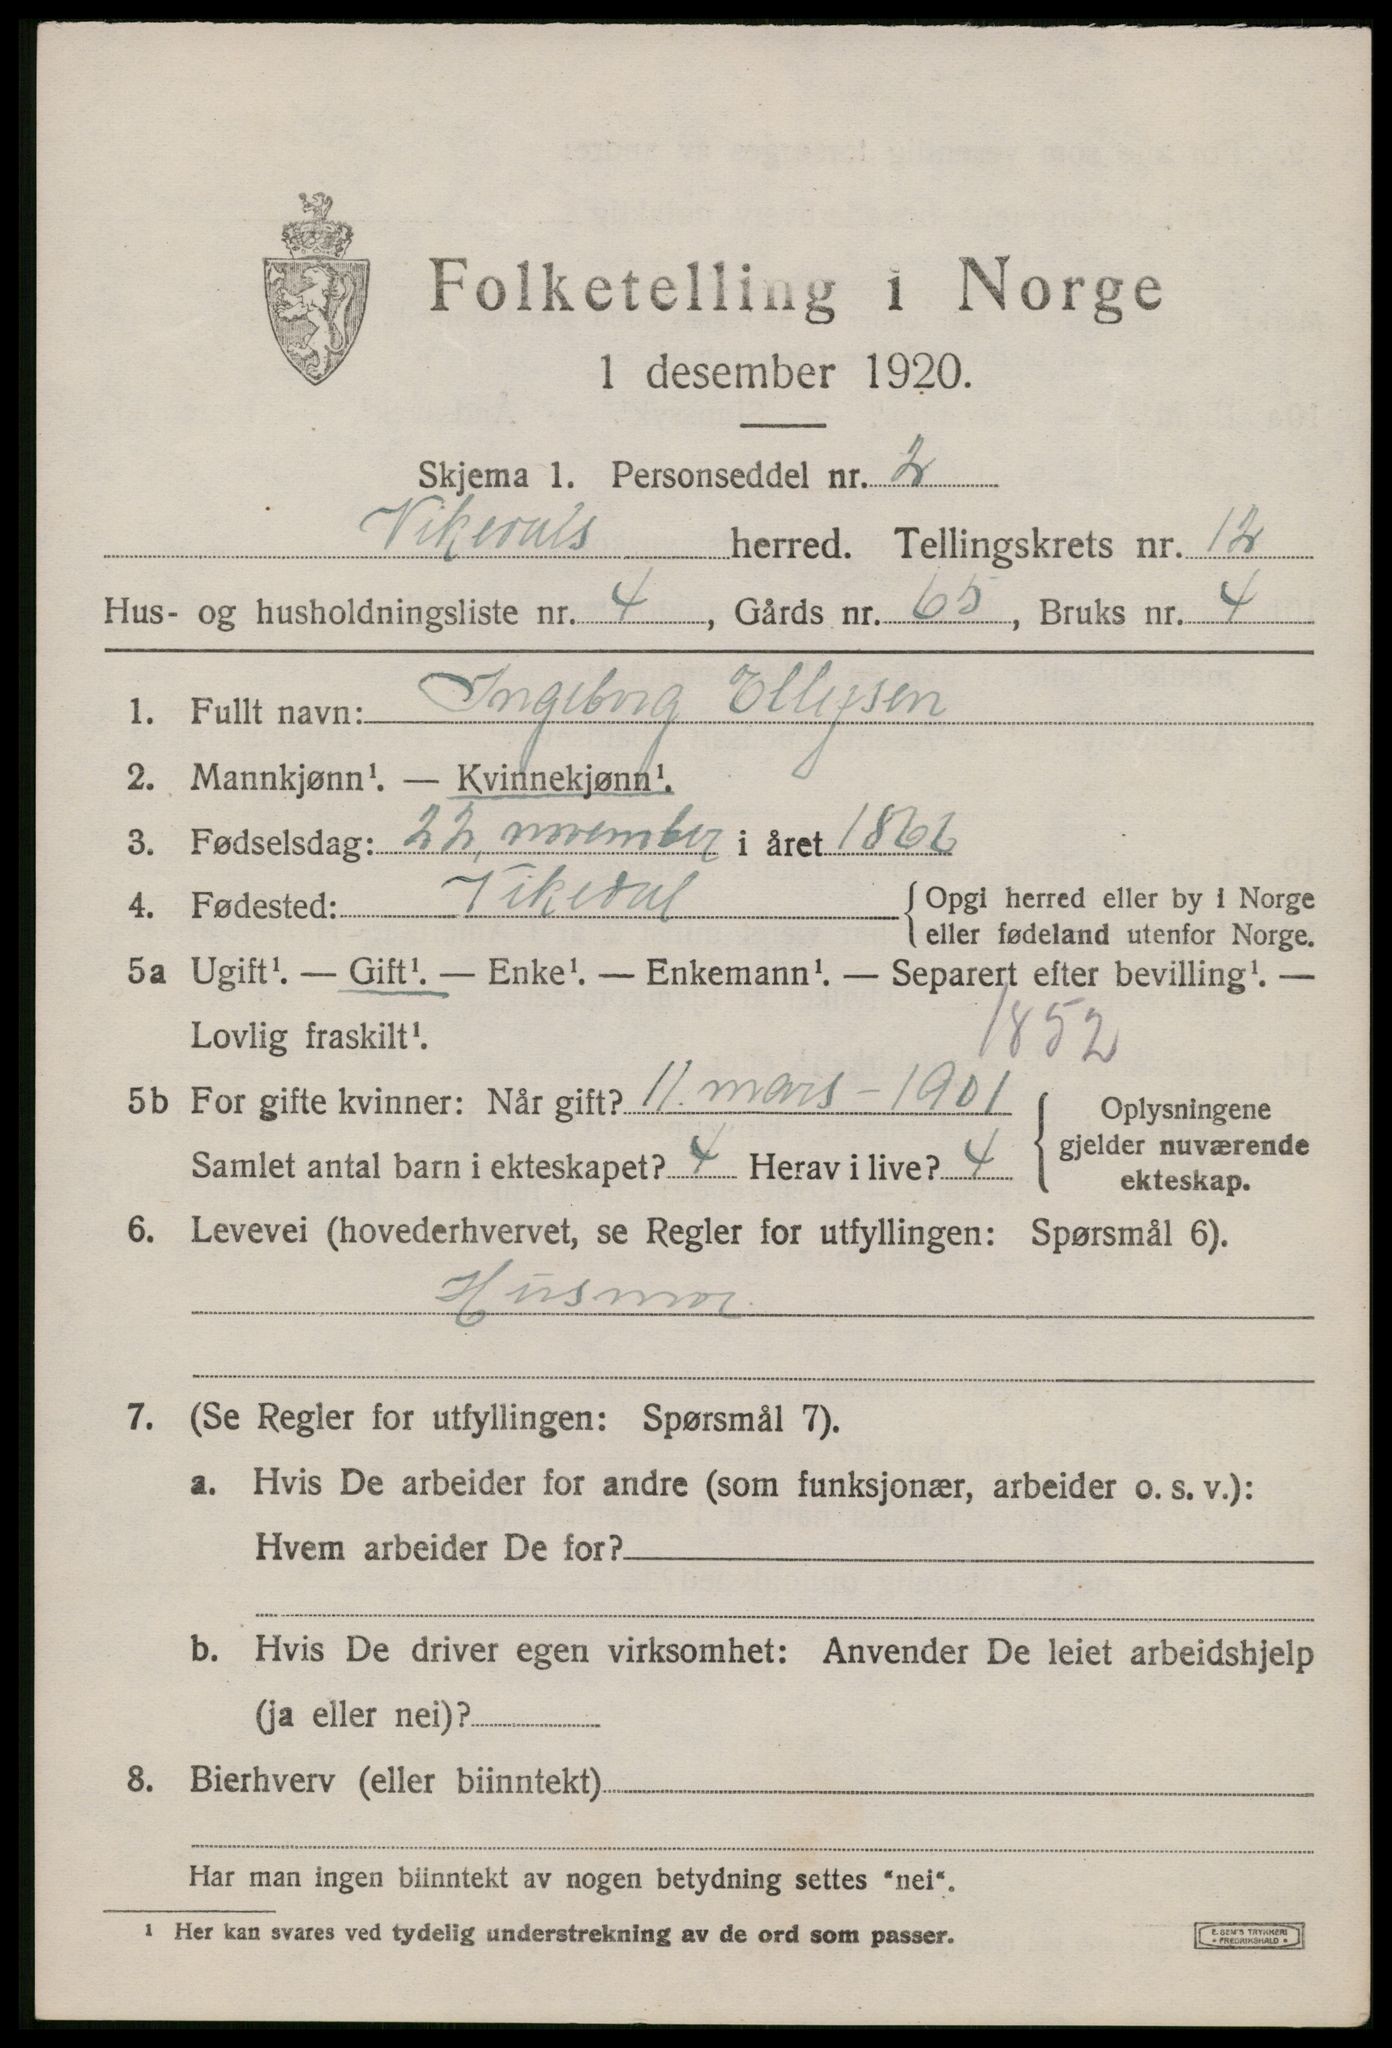 Folketelling i Norge
1 desember 1920.
Skjema 1. Personseddel nr. 2
Vikedals herred. Tellingskrets nr. 12
Hus- og husholdningsliste nr. 4, Gårds nr. 65, Bruks nr. 4
1. Fullt navn: Ingeborg Ellefsen
2. Mannkjønn¹. — Kvinnekjønn¹.
3. Fødselsdag: 22, november i året 1866
4. Fødested: Vikedal {Opgi herred eller by i Norge
eller fødeland utenfor Norge.
5a Ugift¹. — Gift¹. — Enke¹. — Enkemann¹. — Separert efter bevilling¹. —
Lovlig fraskilt¹. 1852
5b For gifte kvinner: Når gift? 11. mars - 1901 { Oplysningene
gjelder nuværende
Samlet antal barn i ekteskapet? 4 Herav i live? 4 ekteskap.
6. Levevei (hovederhvervet, se Regler for utfyllingen: Spørsmål 6).
Husmor
7. (Se Regler for utfyllingen: Spørsmål 7).
a. Hvis De arbeider for andre (som funksjonær, arbeider o. s. v.):
Hvem arbeider De for?
b. Hvis De driver egen virksomhet: Anvender De leiet arbeidshjelp
(ja eller nei)?
8. Bierhverv (eller biinntekt)
Har man ingen biinntekt av nogen betydning settes “nei“.
¹ Her kan svares ved tydelig understrekning av de ord som passer.
E. SEM'S TRYKKERI
• FREDRIKSHALD •